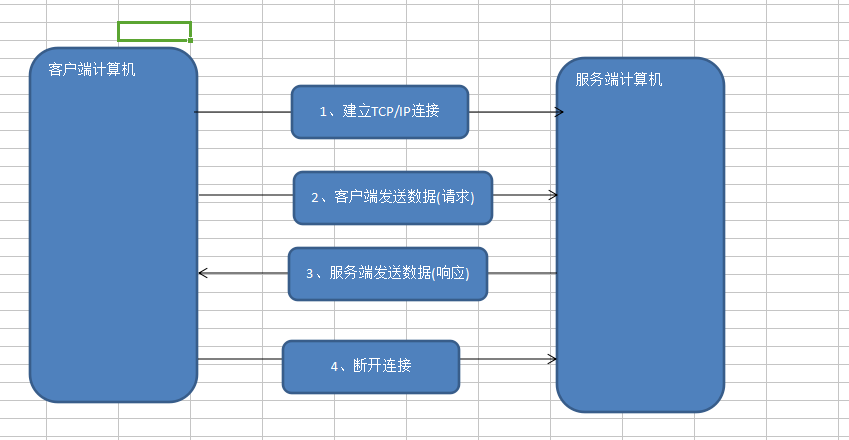 客户端计算机
服务端计算机
1、建立TCP/IP连接
2、客户端发送数据(请求)
3、服务端发送数据(响应)
4、断开连接